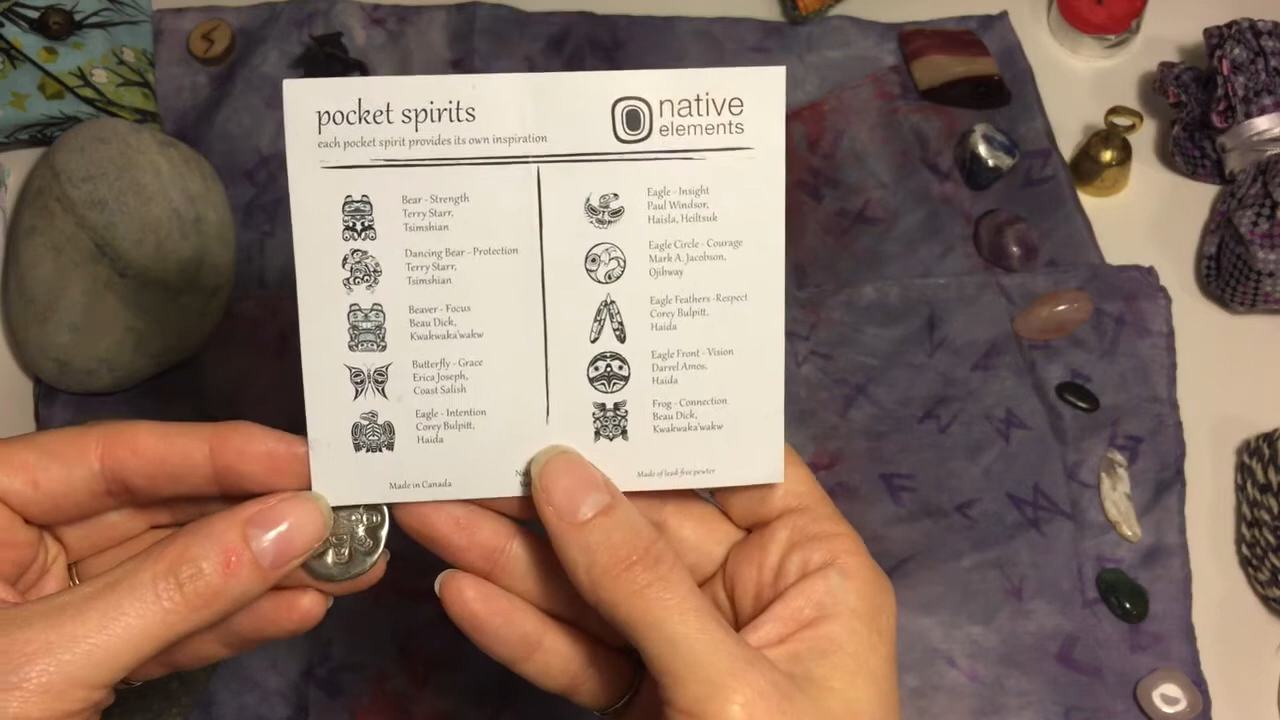 pocket spirits
each pocket spirit provides its own inspiration
native
elements
Bear - Strength
Terry Starr,
Tsimshian
Dancing Bear - Protection
Terry Starr,
Tsimshian
Beaver - Focus
Beau Dick,
Kwakwaka'wakw
Butterfly - Grace
Erica Joseph,
Coast Salish
Eagle - Intention
Corey Bulpitt,
Haida
Eagle - Insight
Paul Windsor,
Haisla, Heiltsuk
Eagle Circle - Courage
Mark A. Jacobson,
Ojibway
Eagle Feathers - Respect
Corey Bulpitt,
Haida
Eagle Front - Vision
Darrel Amos,
Haida
Frog - Connection
Beau Dick,
Kwakwaka'wakw
Made in Canada
Made of lead-free pewter